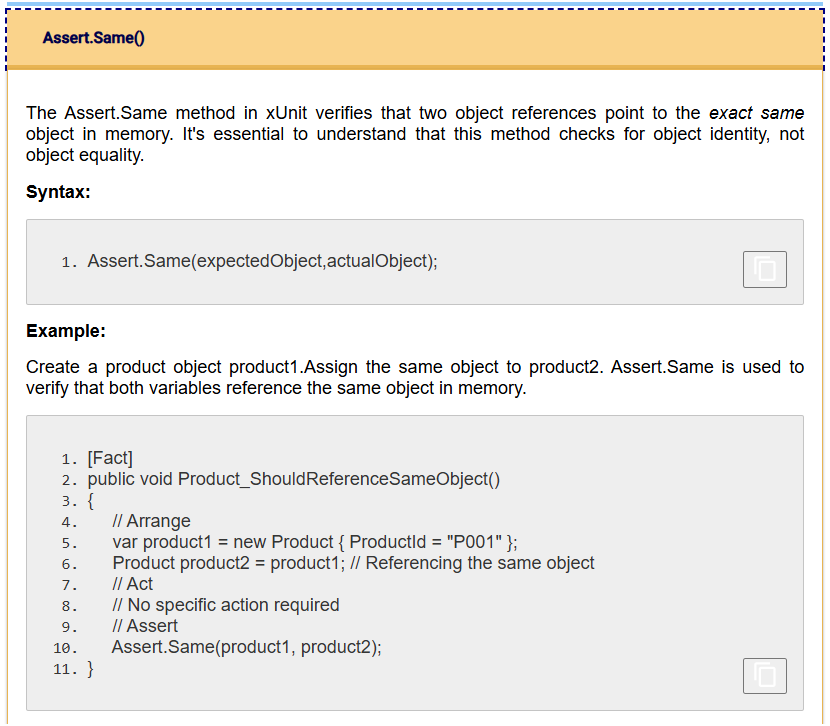 Assert.Same()
The Assert.Same method in xUnit verifies that two object references point to the exact same
object in memory. It's essential to understand that this method checks for object identity, not
object equality.
Syntax:
1. Assert.Same(expectedObject,actualObject);
Example:
Create a product object product1.Assign the same object to product2. Assert.Same is used to
verify that both variables reference the same object in memory.
1. [Fact]
2. public void Product_ShouldReferenceSameObject()
3. {
4. // Arrange
5. var product1 = new Product { ProductId = "P001" };
6. Product product2 = product1; // Referencing the same object
7. // Act
8. // No specific action required
9. // Assert
10. Assert.Same(product1, product2);
11. }